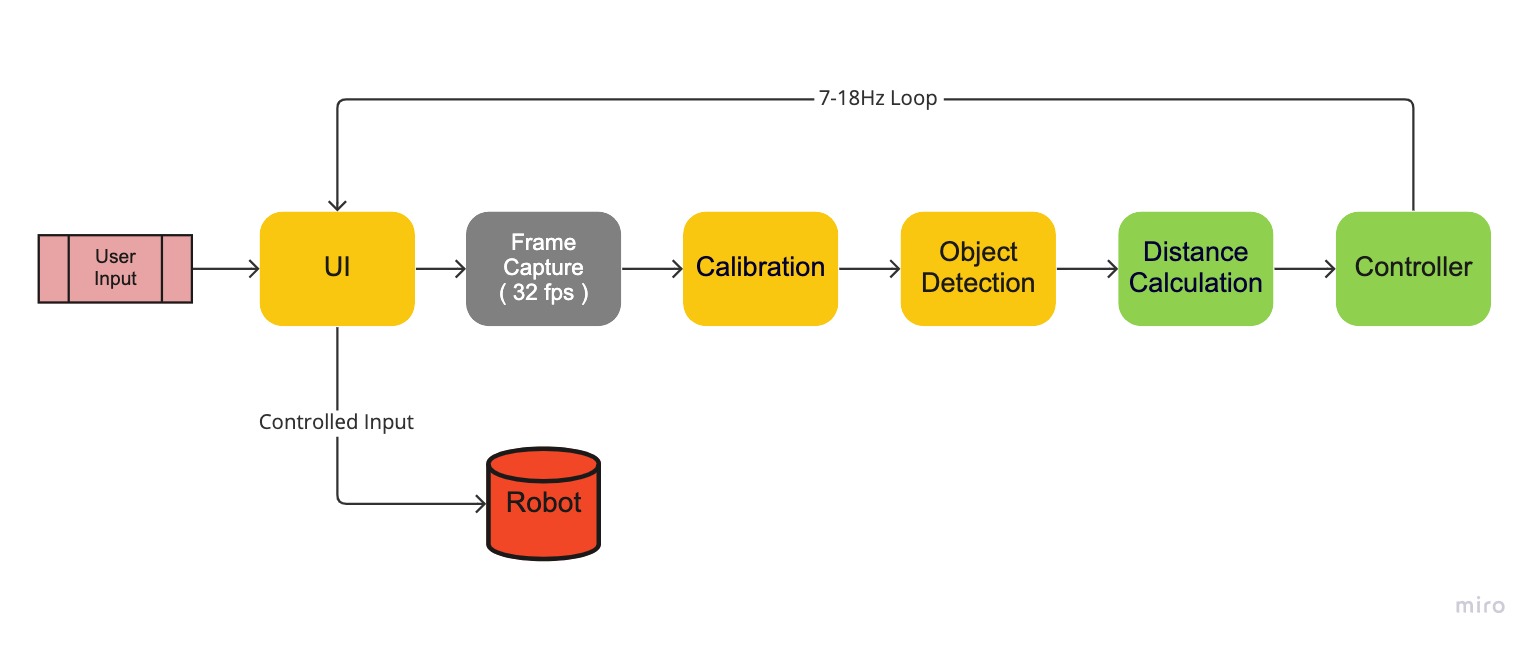 7-18Hz Loop
User
Input
UI
Frame
Capture
( 32 fps )
Calibration
Object
Detection
Distance
Calculation
Controller
Controlled Input
Robot
miro